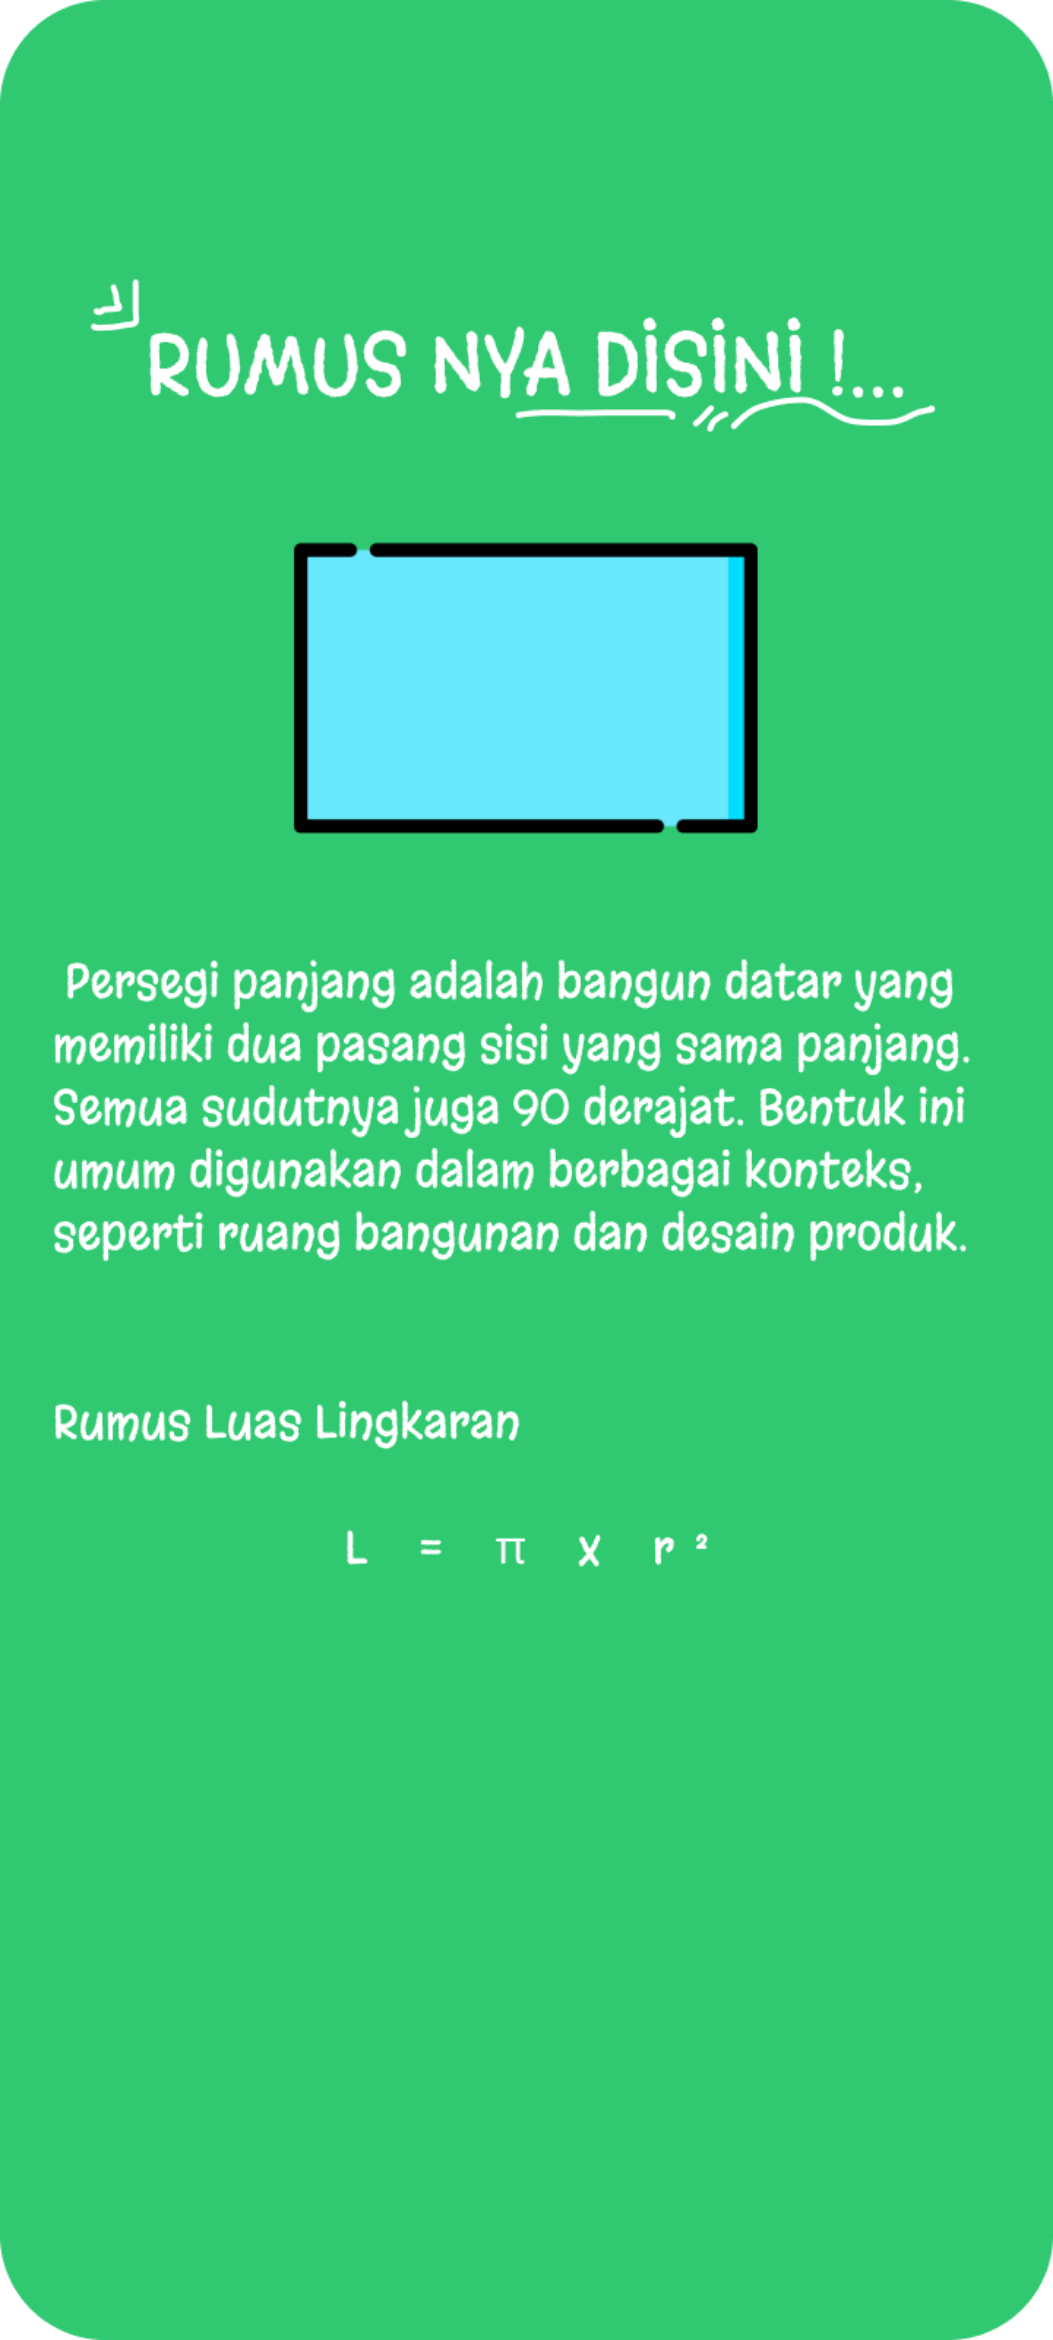 RUMUS NYA DISINI !...
Persegi panjang adalah bangun datar yang
memiliki dua pasang sisi yang sama panjang.
Semua sudutnya juga 90 derajat. Bentuk ini
umum digunakan dalam berbagai konteks,
seperti ruang bangunan dan desain produk.
Rumus Luas Lingkaran
L = π x r ²